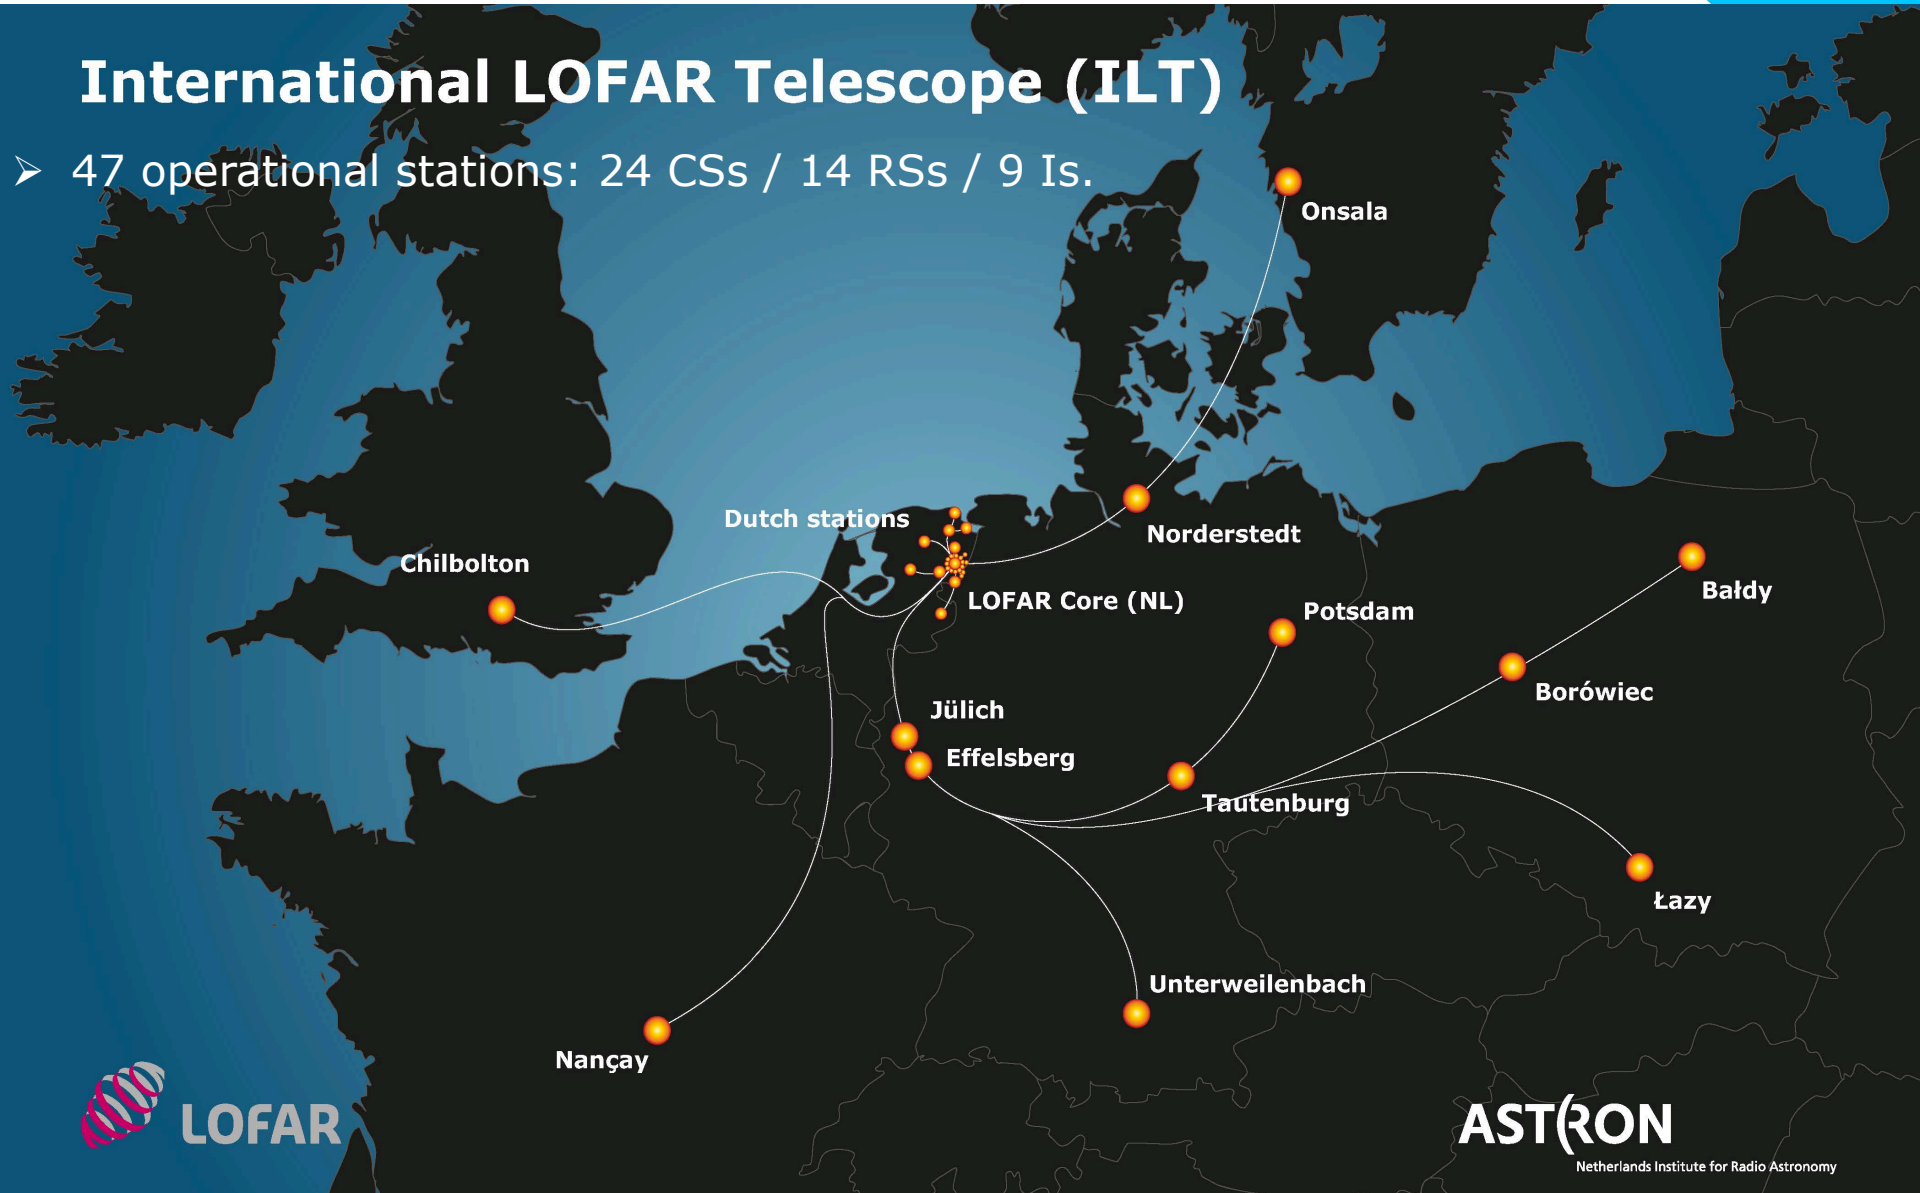 International LOFAR Telescope (ILT)
➢ 47 operational stations: 24 CSs / 14 RSs / 9 Is.
Onsala
Dutch stations
Norderstedt
Chilbolton
Bałdy
LOFAR Core (NL)
Potsdam
Borówiec
Jülich
Effelsberg
Tautenburg
Łazy
Unterweilenbach
Nançay
LOFAR
ASTRON
Netherlands Institute for Radio Astronomy